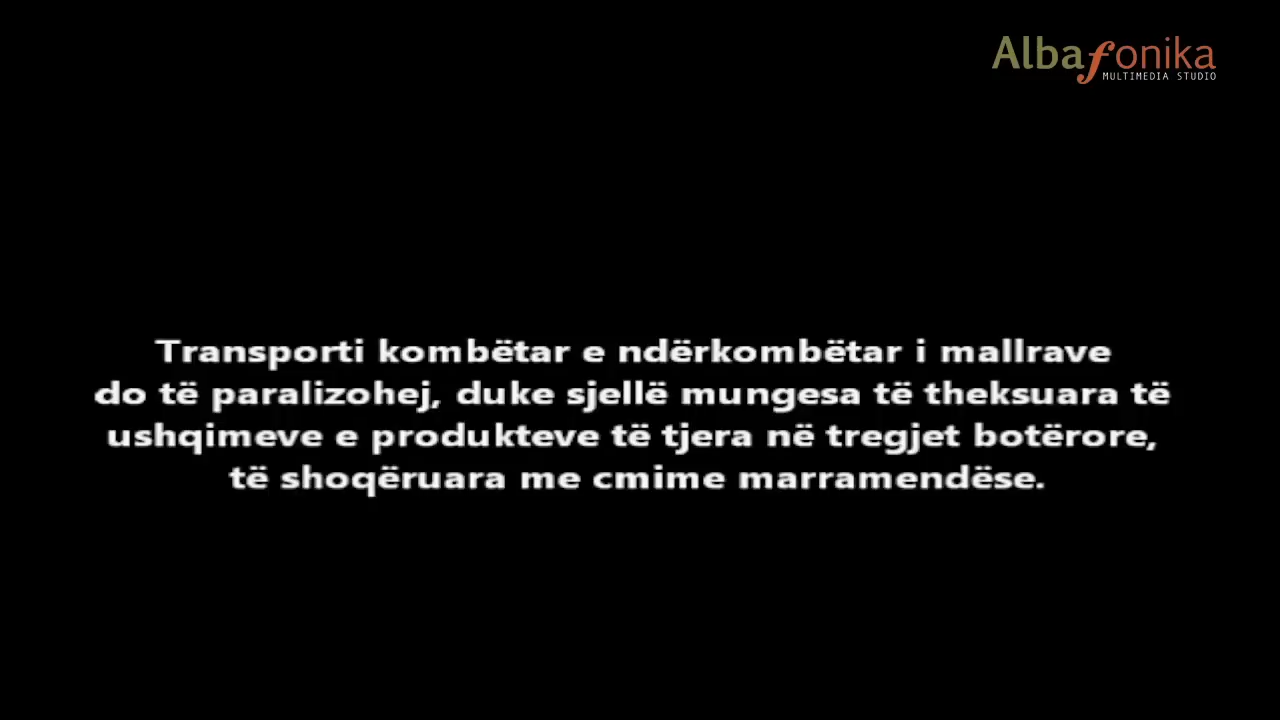 Albafonika
MULTIMEDIA STUDIO
Transporti kombëtar e ndërkombëtar i mallrave
do të paralizohej, duke sjellë mungesa të theksuara të
ushqimeve e produkteve të tjera në tregjet botërore,
të shoqëruara me cmime marramendëse.